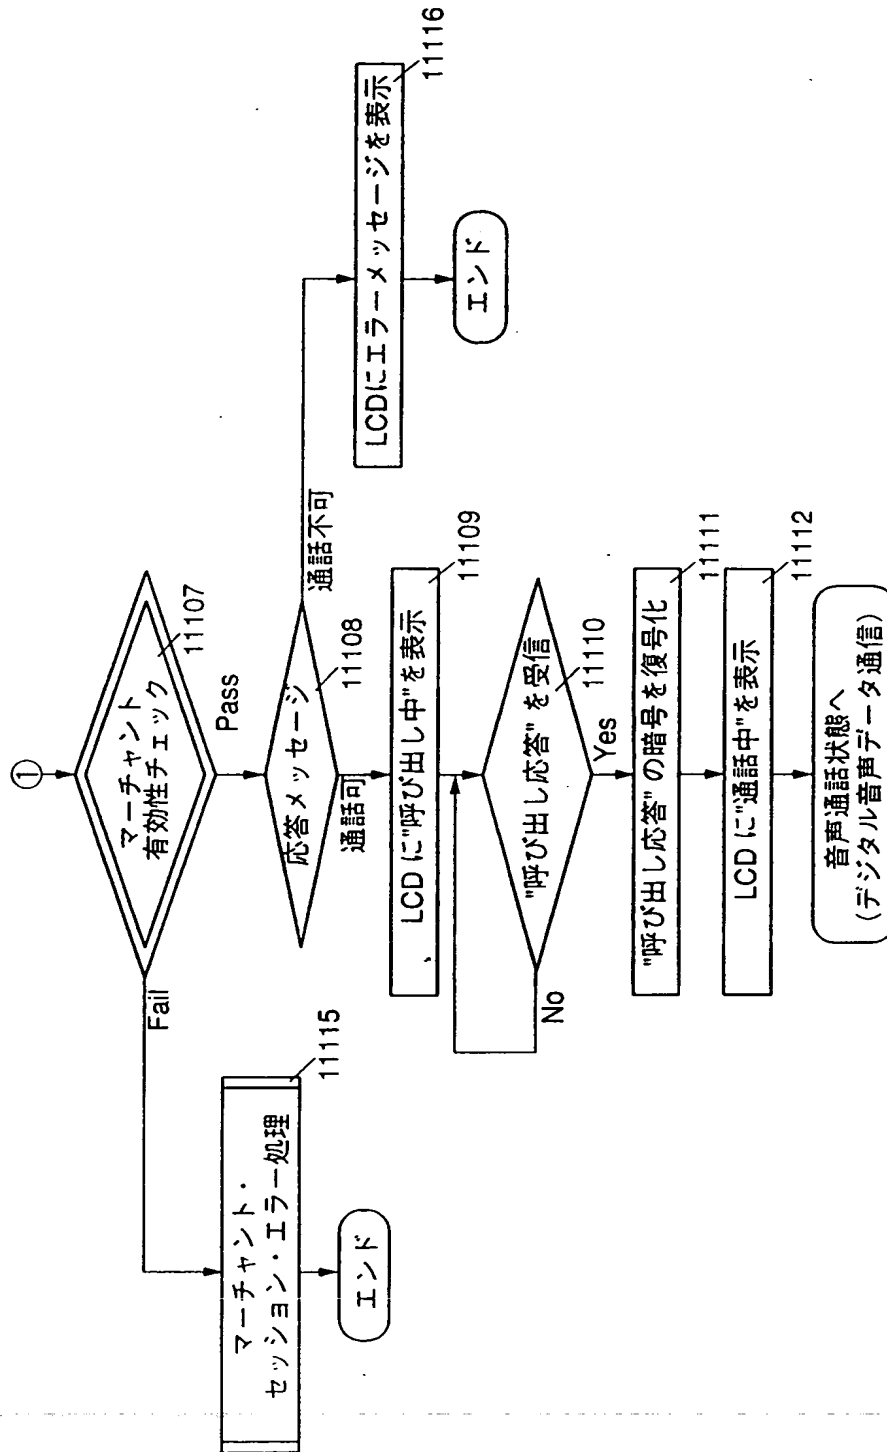 ①
マーチャント
有効性チェック
11107
Fail
Pass
マーチャント・
セッション・エラー処理
11115
エンド
応答メッセージ
11108
通話不可
通話可
LCDにエラーメッセージを表示
11116
エンド
LCDに"呼び出し中"を表示
11109
"呼び出し応答"を受信
11110
No
Yes
"呼び出し応答"の暗号を復号化
11111
LCDに"通話中"を表示
11112
音声通話状態へ
(デジタル音声データ通信)